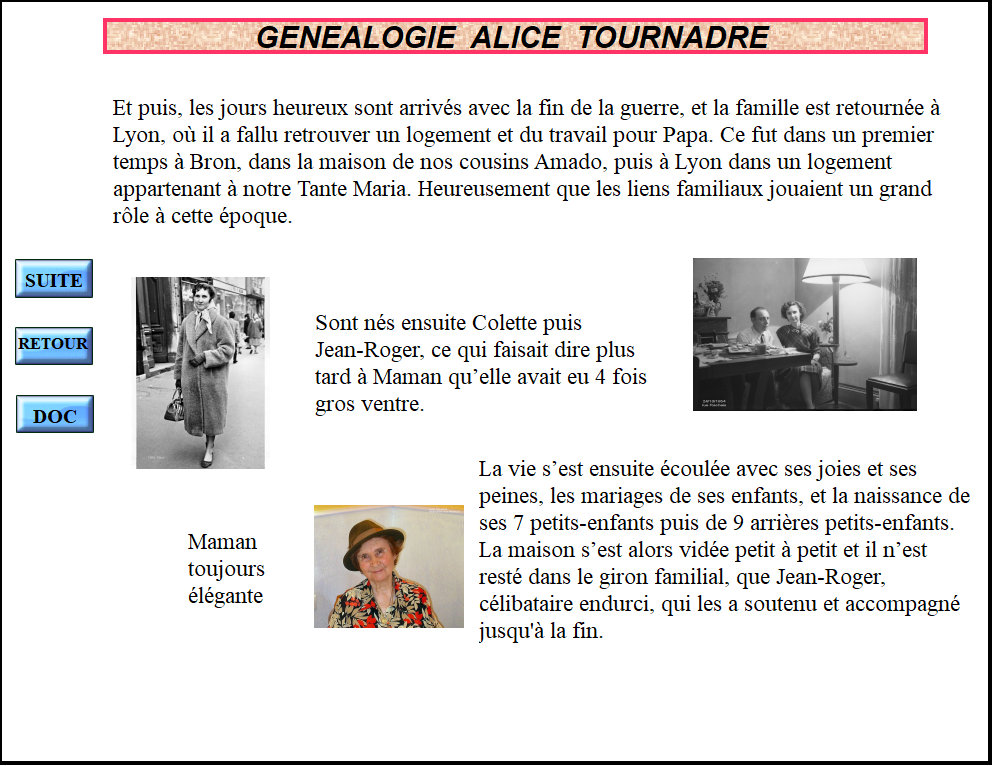 GENEALOGIE ALICE TOURNADRE
Et puis, les jours heureux sont arrivés avec la fin de la guerre, et la famille est retournée à
Lyon, où il a fallu retrouver un logement et du travail pour Papa. Ce fut dans un premier
temps à Bron, dans la maison de nos cousins Amado, puis à Lyon dans un logement
appartenant à notre Tante Maria. Heureusement que les liens familiaux jouaient un grand
rôle à cette époque.
SUITE
RETOUR
DOC
Sont nés ensuite Colette puis
Jean-Roger, ce qui faisait dire plus
tard à Maman qu’elle avait eu 4 fois
gros ventre.
La vie s’est ensuite écoulée avec ses joies et ses
peines, les mariages de ses enfants, et la naissance de
ses 7 petits-enfants puis de 9 arrières petits-enfants.
La maison s’est alors vidée petit à petit et il n’est
resté dans le giron familial, que Jean-Roger,
célibataire endurci, qui les a soutenu et accompagné
jusqu'à la fin.
Maman
toujours
élégante